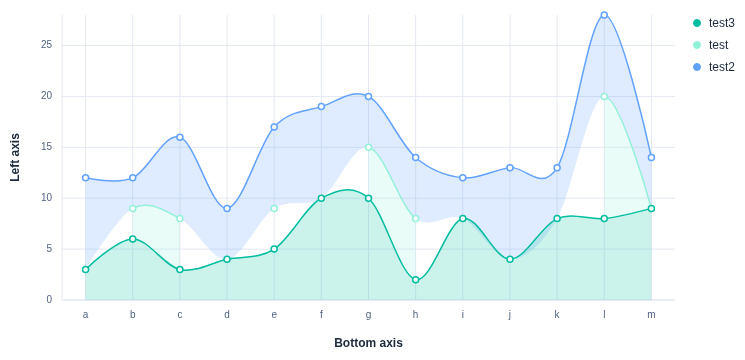 test3
test
test2
25
20
15
10
5
0
Left axis
a b c d e f g h i j k l m
Bottom axis